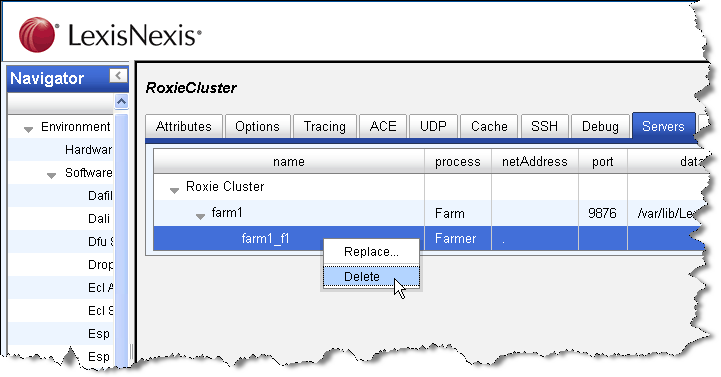 LexisNexis®
Navigator
Environment
Hardwar
Software
Dafil
Dali
Dfu S
Drop
Ecl A
Ecl S
Esp
Esp
RoxieCluster
Attributes Options Tracing ACE UDP Cache SSH Debug Servers
name process netAddress port data
Roxie Cluster
farm1 Farm 9876 /var/lib/Le
farm1_f1 Farmer .
Replace...
Delete